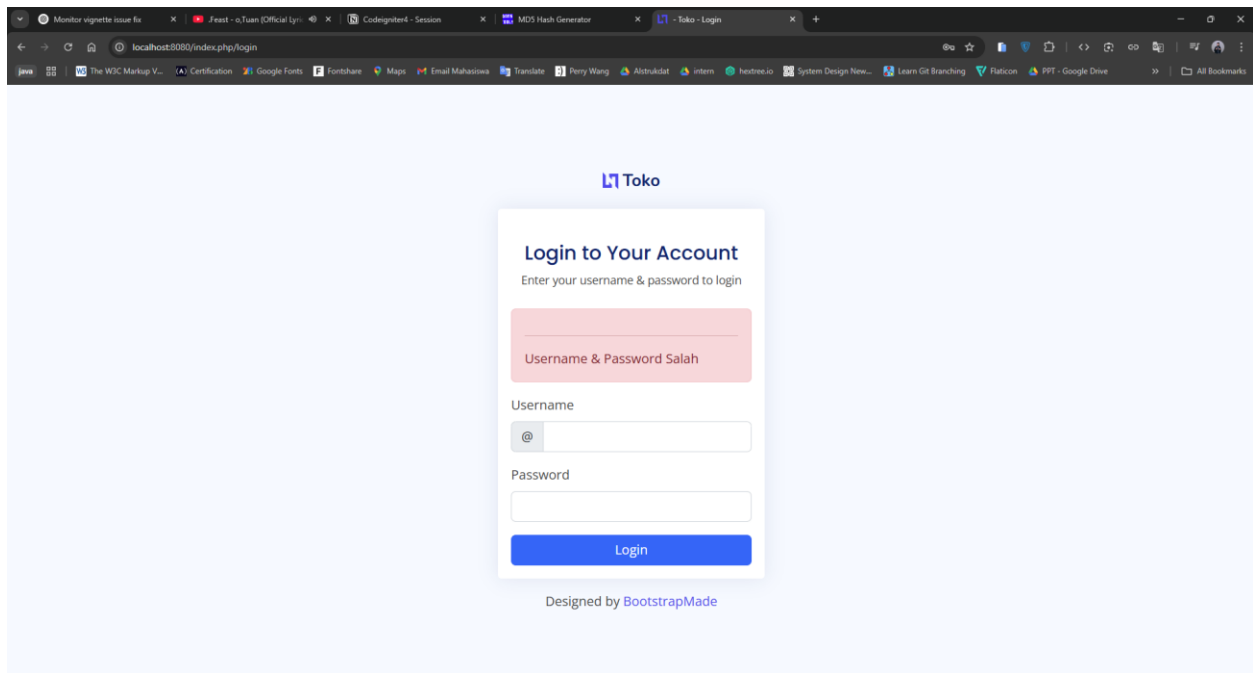 Monitor vignette issue fix
.Feast - o,Tuan (Official Lyric
Codeigniter4 - Session
MD5 Hash Generator
- Toko - Login
localhost:8080/index.php/login
java
The W3C Markup V...
Certification
Google Fonts
Fontshare
Maps
Email Mahasiswa
Translate
Perry Wang
Alstrukdat
intern
hextree.io
System Design New...
Learn Git Branching
Flaticon
PPT - Google Drive
»
All Bookmarks
Toko
Login to Your Account
Enter your username & password to login
Username & Password Salah
Username
@
Password
Login
Designed by BootstrapMade